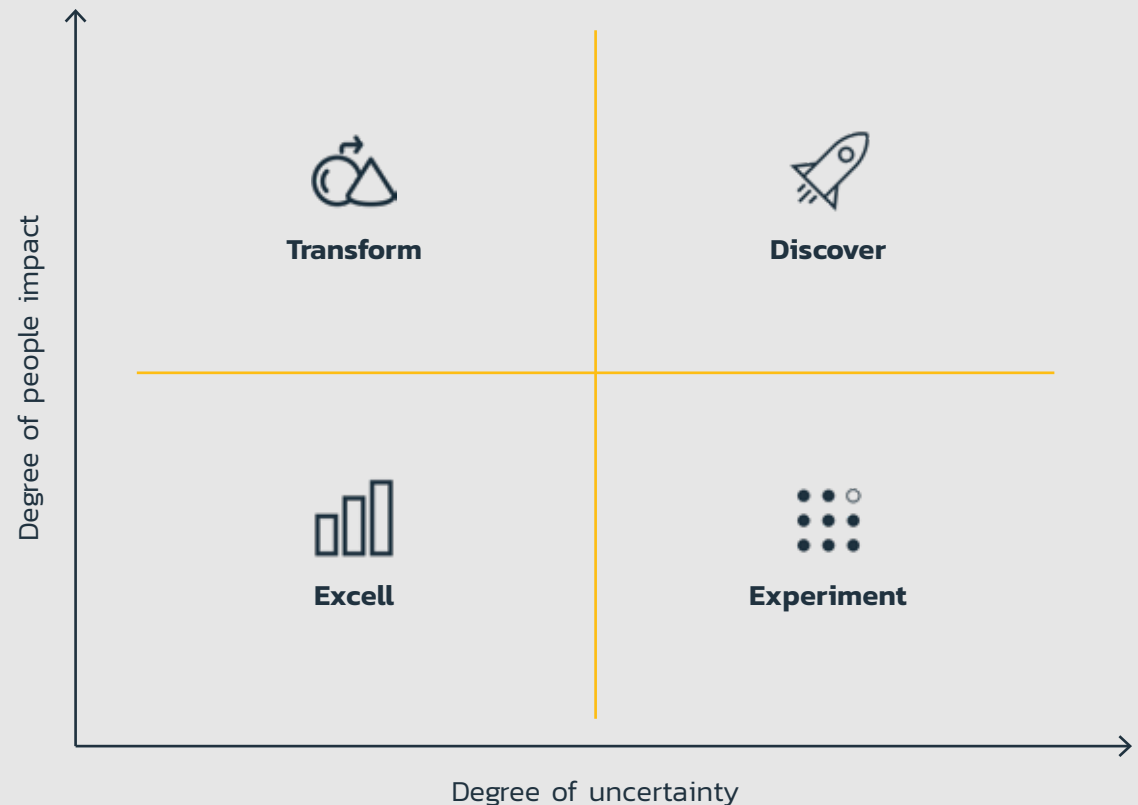 Degree of people impact
Transform
Discover
Excell
Experiment
Degree of uncertainty